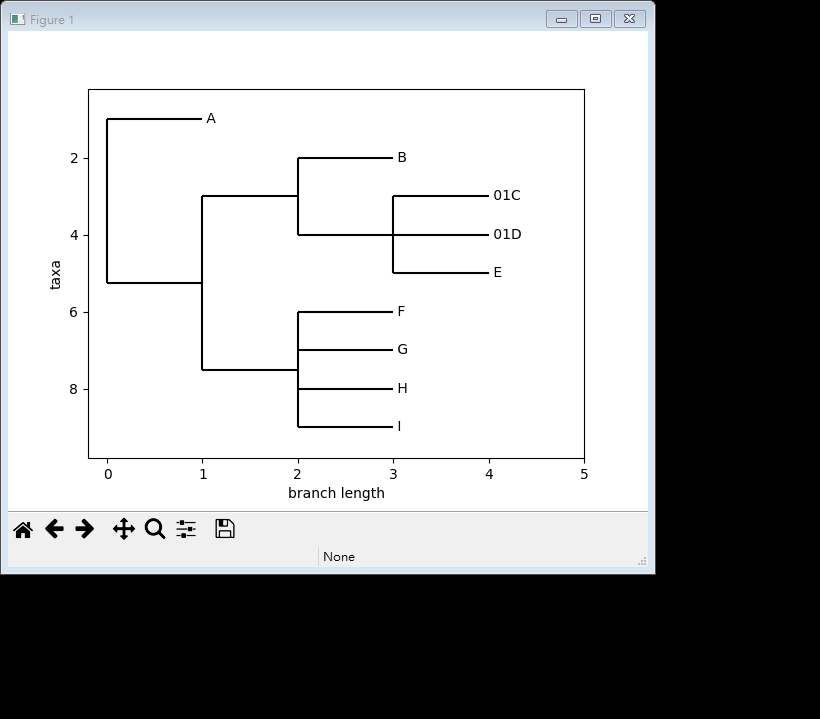 Figure 1
A
2
B
01C
4
01D
taxa
E
6
F
G
8
H
I
0 1 2 3 4 5
branch length
None